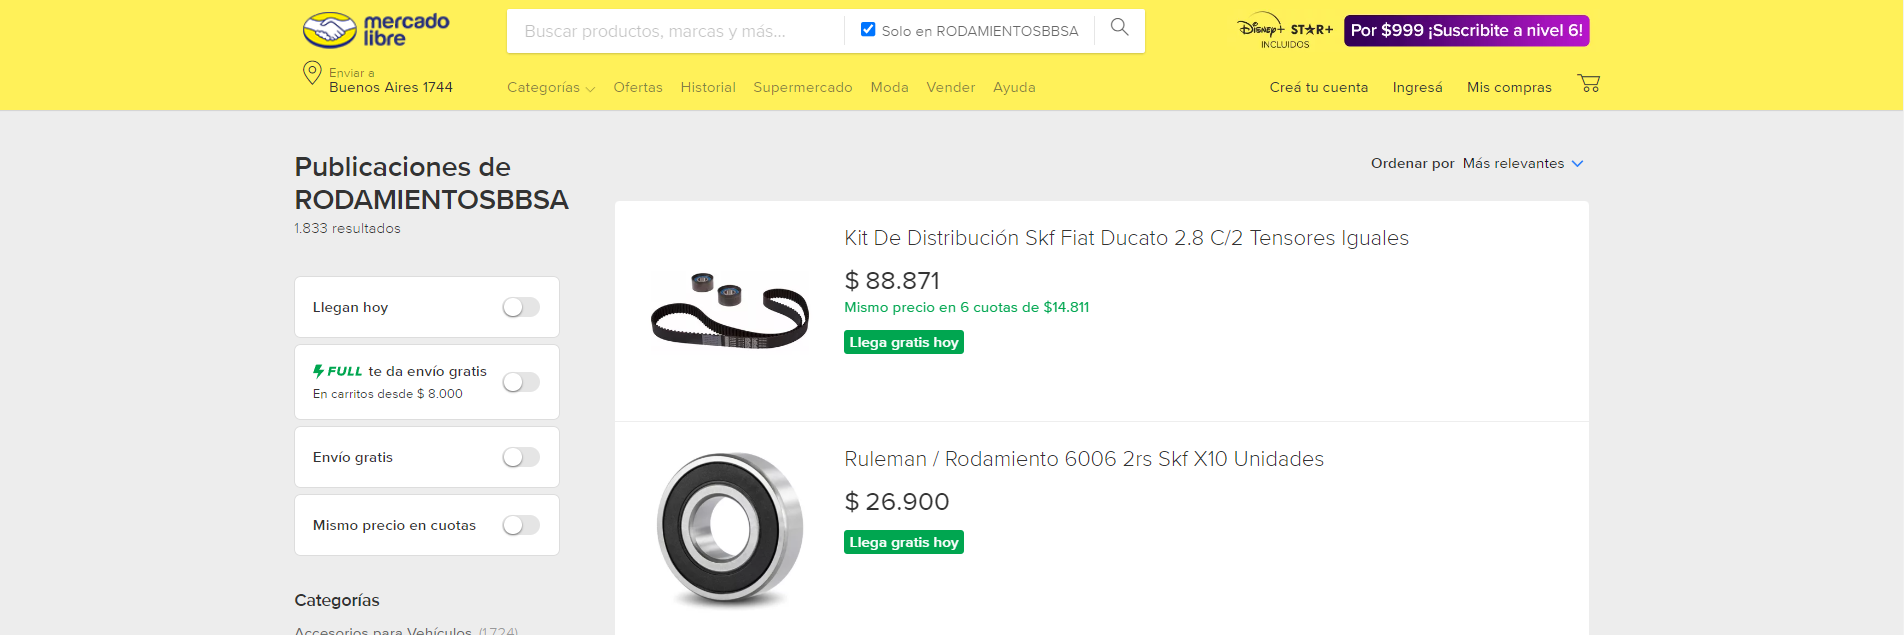 mercado
libre
Buscar productos, marcas y más...
Solo en RODAMIENTOSBBSA
Disney+ STAR+
INCLUIDOS
Por $999 ¡Suscribite a nivel 6!
Enviar a
Buenos Aires 1744
Categorías Ofertas Historial Supermercado Moda Vender Ayuda
Creá tu cuenta Ingresá Mis compras
Publicaciones de
RODAMIENTOSBBSA
1.833 resultados
Ordenar por Más relevantes
Llegan hoy
FULL te da envío gratis
En carritos desde $ 8.000
Envío gratis
Mismo precio en cuotas
Categorías
Accesorios para Vehículos (1.724)
Kit De Distribución Skf Fiat Ducato 2.8 C/2 Tensores Iguales
$ 88.871
Mismo precio en 6 cuotas de $14.811
Llega gratis hoy
Ruleman / Rodamiento 6006 2rs Skf X10 Unidades
$ 26.900
Llega gratis hoy